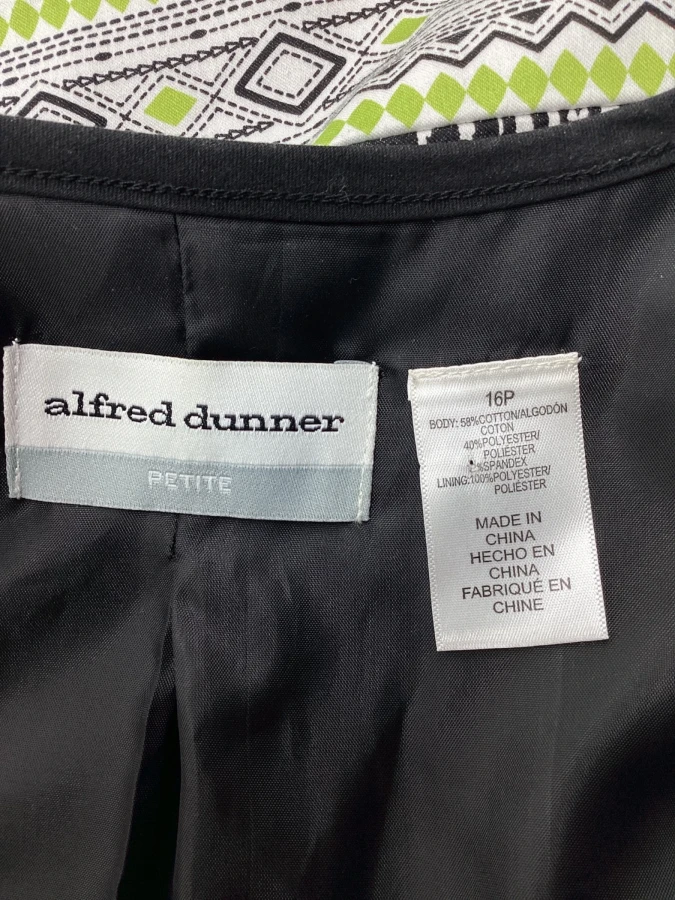 alfred dunner
PETITE
16P
BODY: 58%COTTON/ALGODÓN
COTON
40%POLYESTER/
POLIÉSTER
%SPANDEX
LINING:100%POLYESTER/
POLIÉSTER
MADE IN
CHINA
HECHO EN
CHINA
FABRIQUÉ EN
CHINE